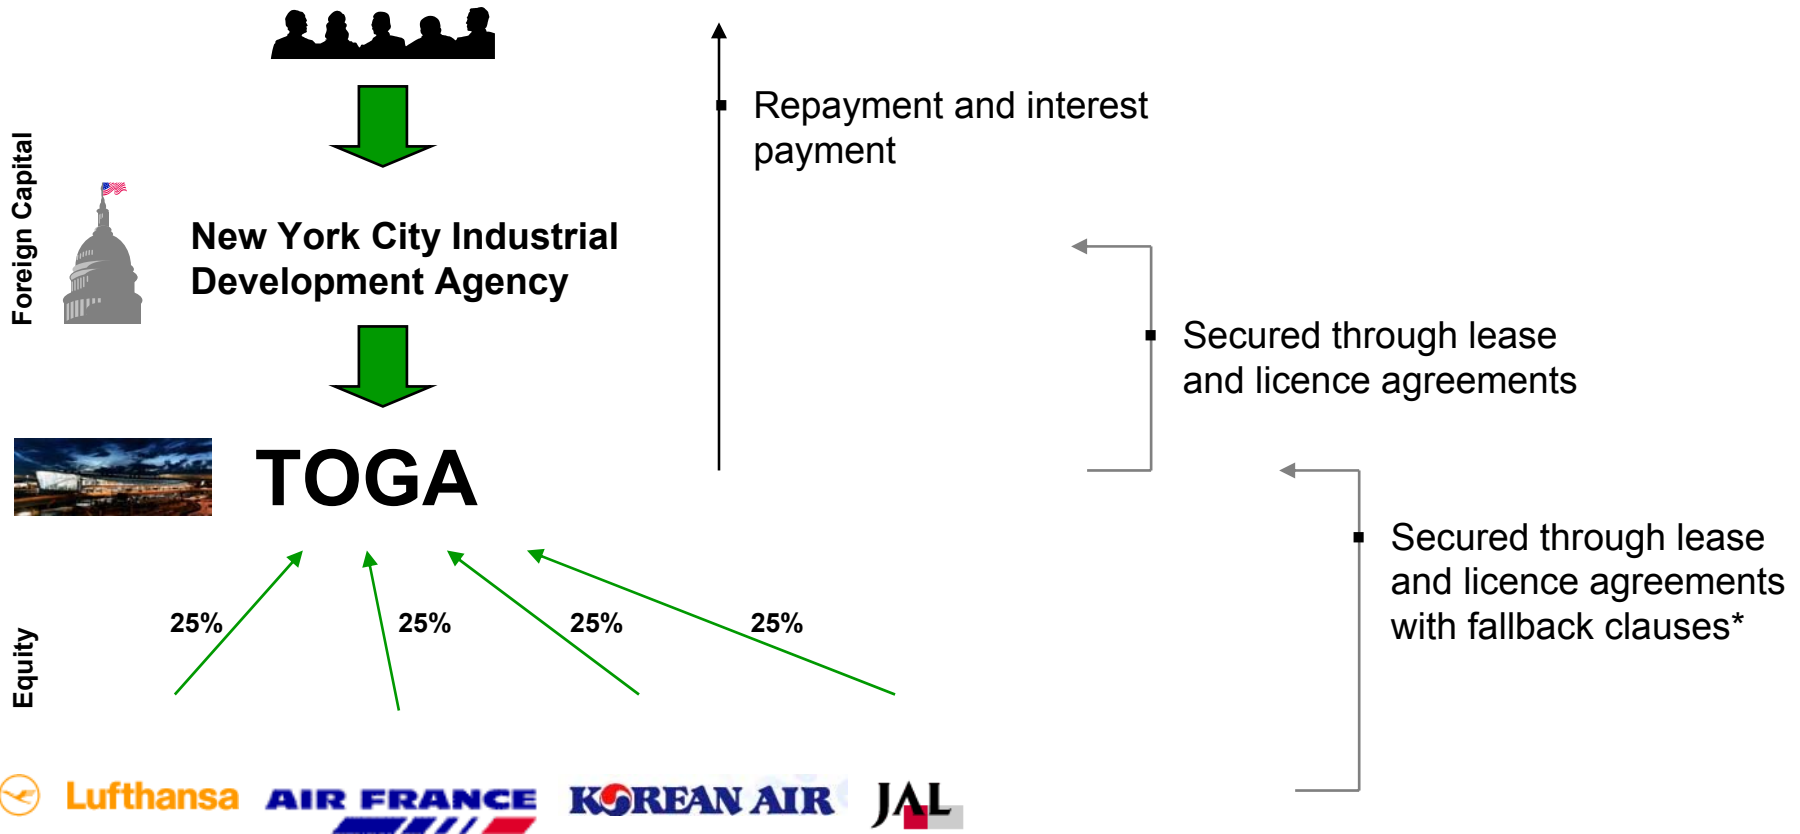 Repayment and interest
payment
Foreign Capital
New York City Industrial
Development Agency
Secured through lease
and licence agreements
TOGA
Secured through lease
and licence agreements
with fallback clauses*
25%
25%
25%
25%
Equity
Lufthansa
AIR FRANCE
KOREAN AIR
JAL